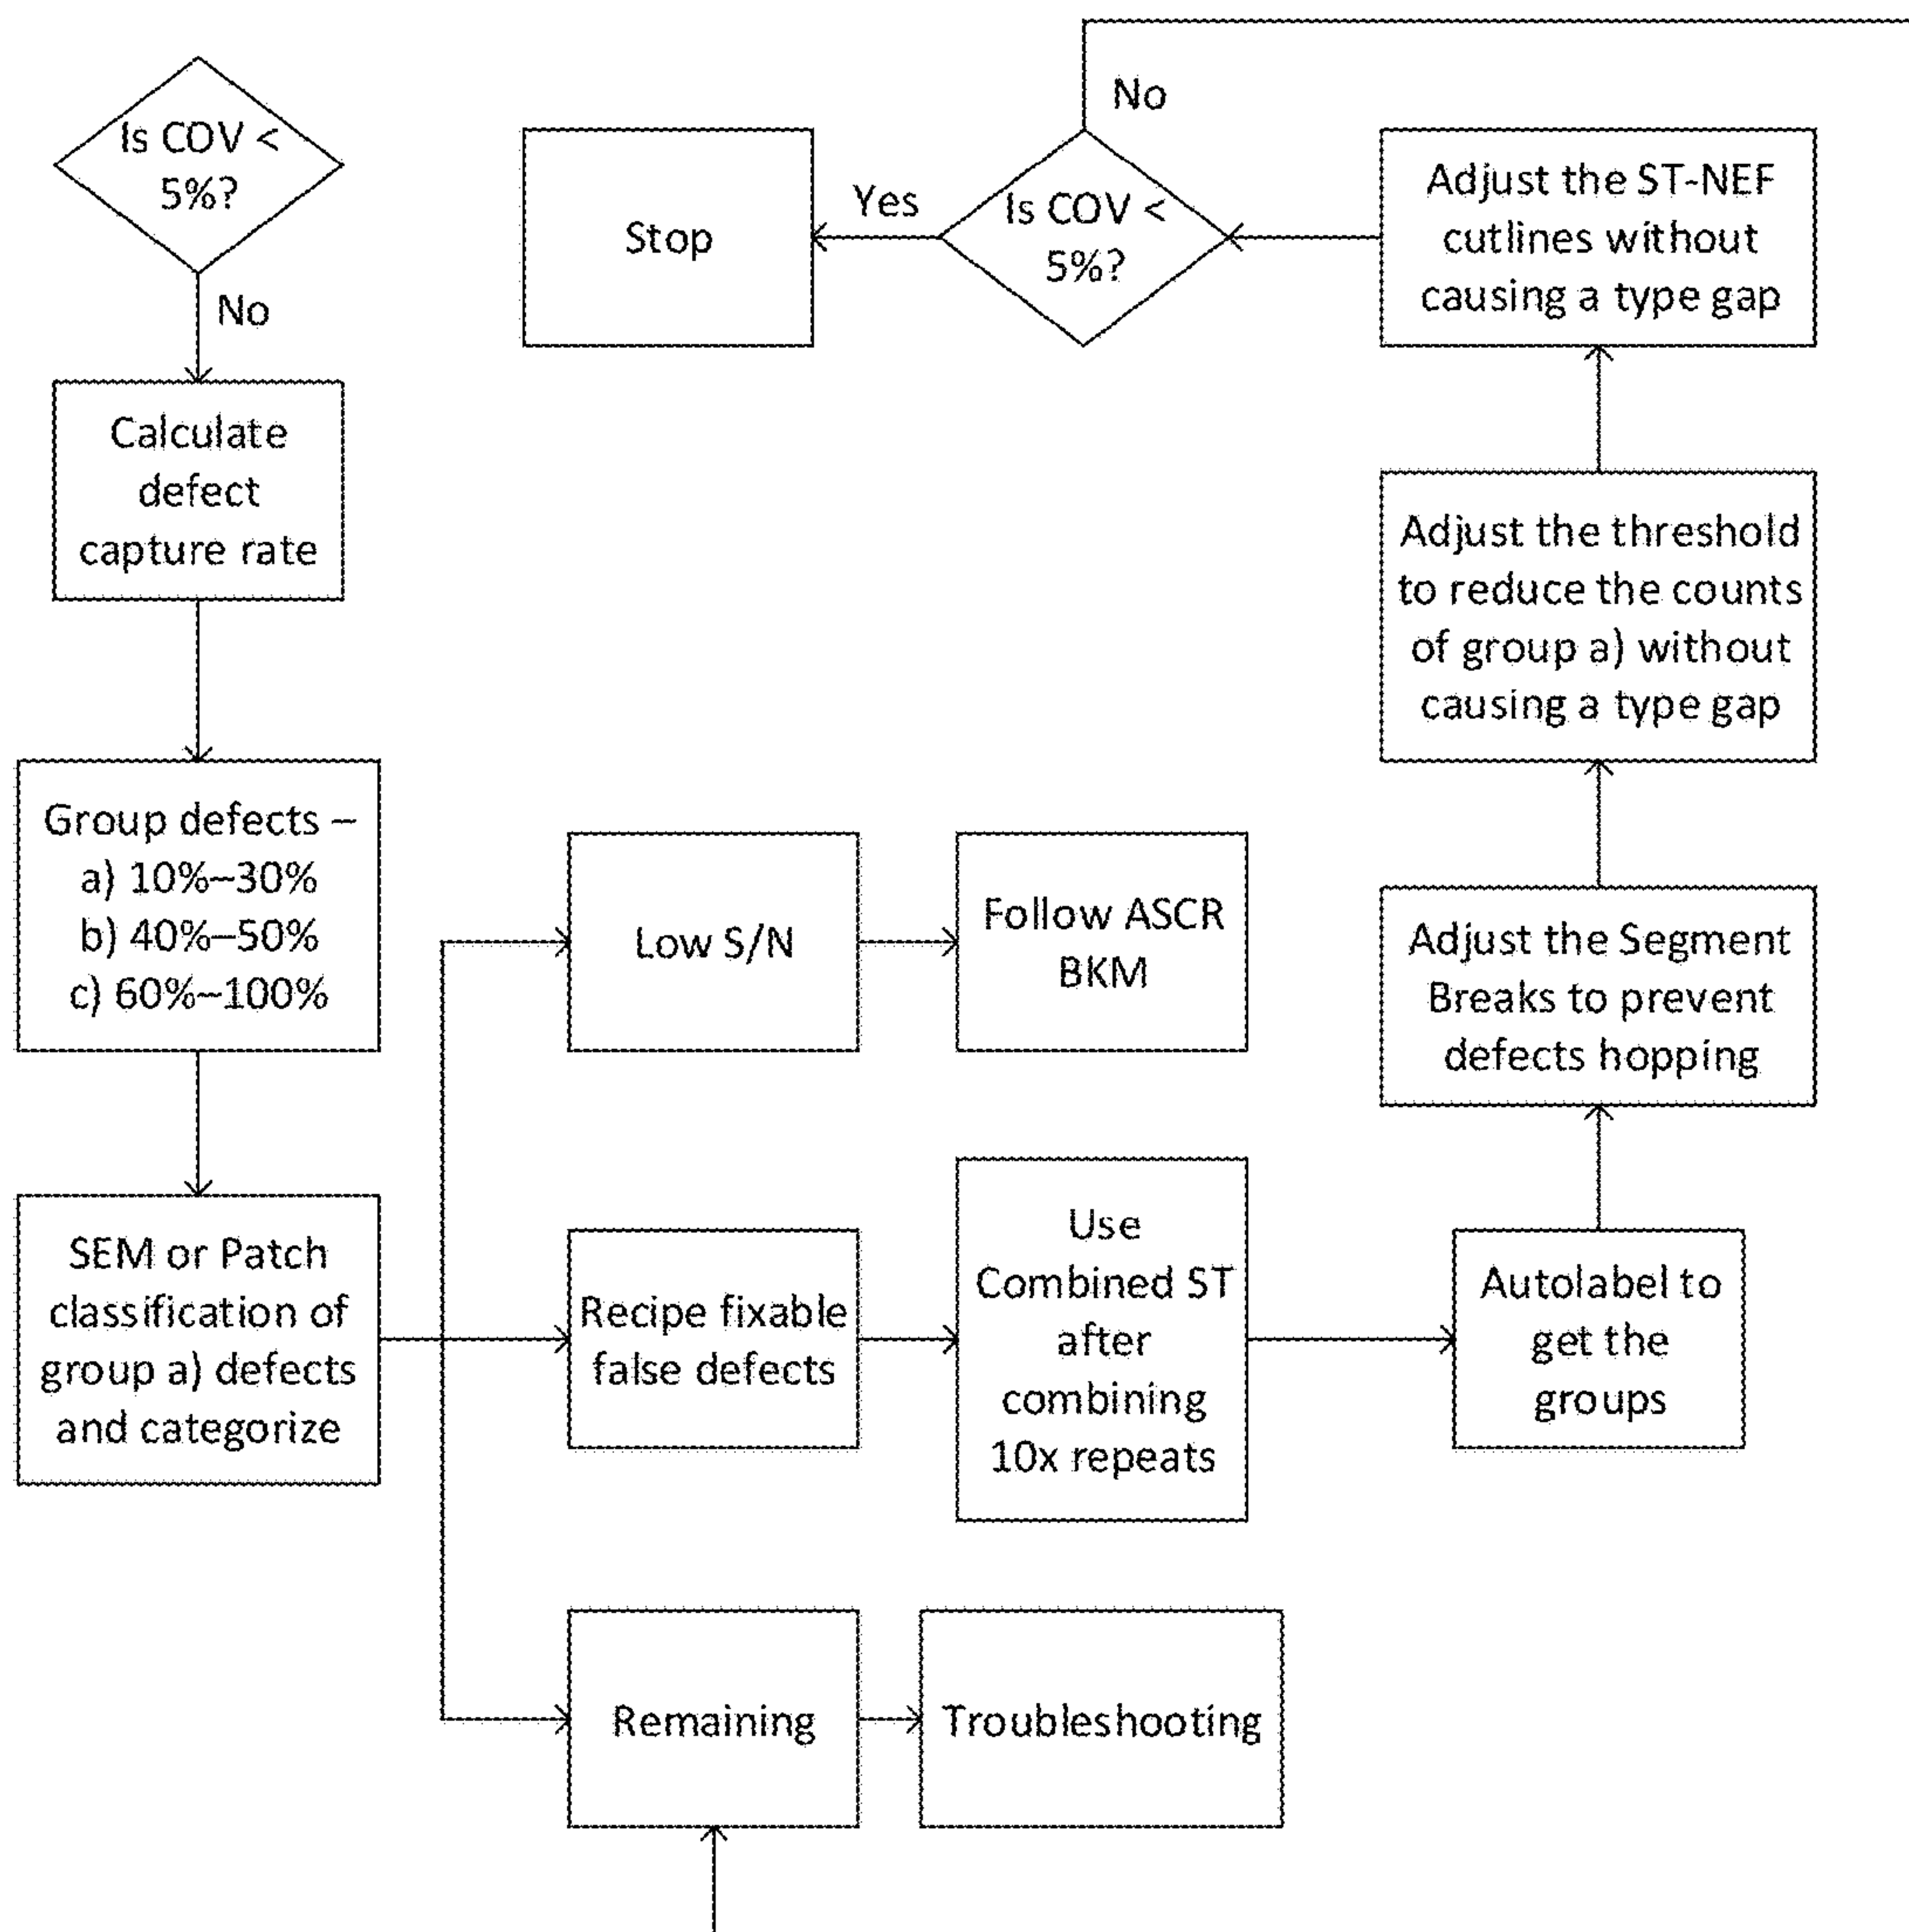 Is COV <
5%?
No
Calculate
defect
capture rate
Group defects –
a) 10%–30%
b) 40%–50%
c) 60%–100%
SEM or Patch
classification of
group a) defects
and categorize
Low S/N
Follow ASCR
BKM
Recipe fixable
false defects
Use
Combined ST
after
combining
10x repeats
Autolabel to
get the
groups
Adjust the Segment
Breaks to prevent
defects hopping
Adjust the threshold
to reduce the counts
of group a) without
causing a type gap
Adjust the ST-NEF
cutlines without
causing a type gap
Is COV <
5%?
Yes
Stop
No
Remaining
Troubleshooting